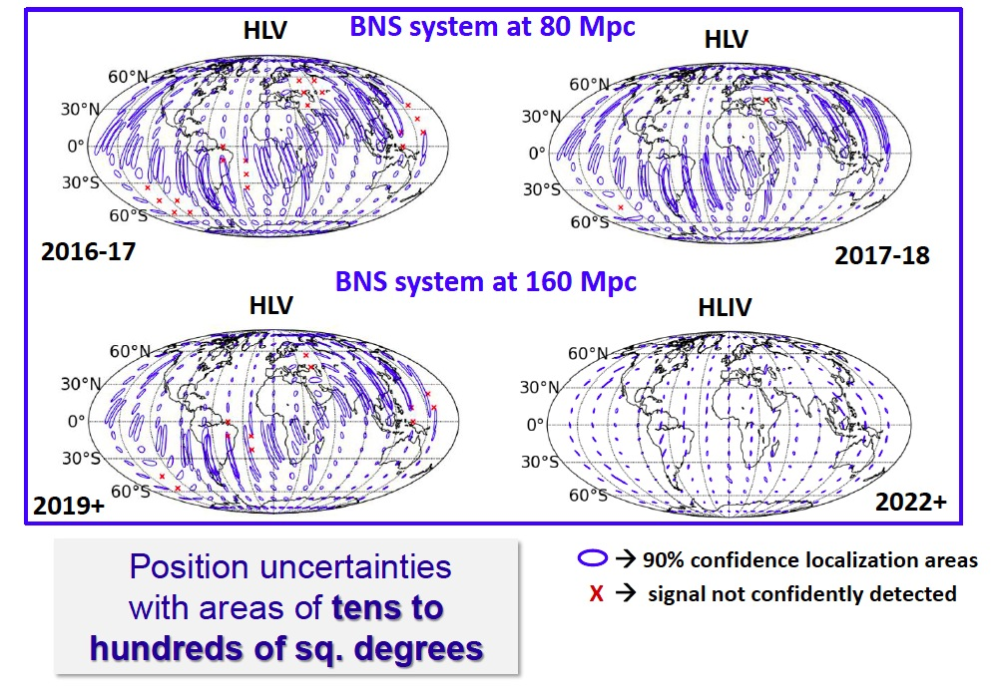 BNS system at 80 Mpc
HLV
60°N
30°N
0°
30°S
60°S
2016-17
HLV
60°N
30°N
0°
30°S
60°S
2017-18
BNS system at 160 Mpc
HLV
60°N
30°N
0°
30°S
60°S
2019+
HLIV
60°N
30°N
0°
30°S
60°S
2022+
Position uncertainties
with areas of tens to
hundreds of sq. degrees
→ 90% confidence localization areas
X → signal not confidently detected